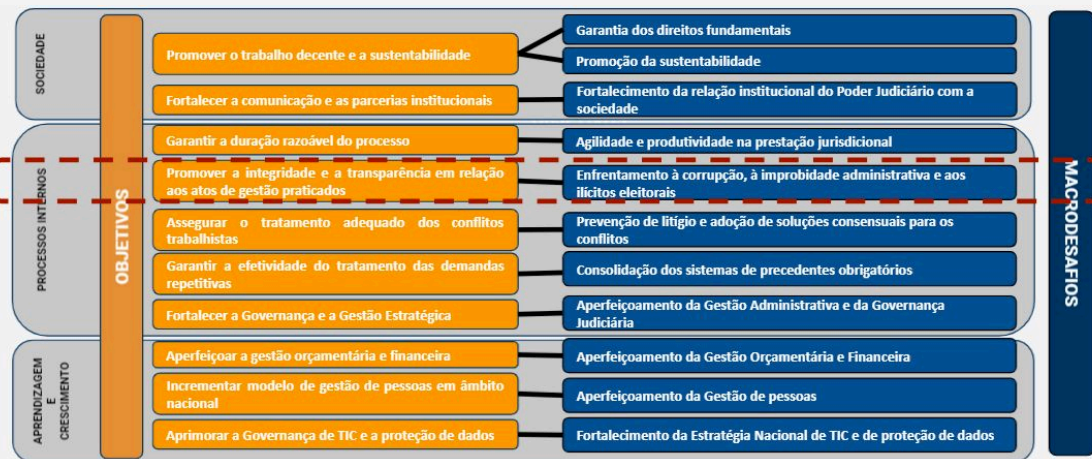 SOCIEDADE
OBJETIVOS
MACRODESAFIOS
Promover o trabalho decente e a sustentabilidade
Garantia dos direitos fundamentais
Promoção da sustentabilidade
Fortalecer a comunicação e as parcerias institucionais
Fortalecimento da relação institucional do Poder Judiciário com a
sociedade
PROCESSOS INTERNOS
Garantir a duração razoável do processo
Agilidade e produtividade na prestação jurisdicional
Promover a integridade e a transparência em relação
aos atos de gestão praticados
Enfrentamento à corrupção, à improbidade administrativa e aos
ilícitos eleitorais
Assegurar o tratamento adequado dos conflitos
trabalhistas
Prevenção de litígio e adoção de soluções consensuais para os
conflitos
Garantir a efetividade do tratamento das demandas
repetitivas
Consolidação dos sistemas de precedentes obrigatórios
Fortalecer a Governança e a Gestão Estratégica
Aperfeiçoamento da Gestão Administrativa e da Governança
Judiciária
APRENDIZAGEM
E
CRESCIMENTO
Aperfeiçoar a gestão orçamentária e financeira
Aperfeiçoamento da Gestão Orçamentária e Financeira
Incrementar modelo de gestão de pessoas em âmbito
nacional
Aperfeiçoamento da Gestão de pessoas
Aprimorar a Governança de TIC e a proteção de dados
Fortalecimento da Estratégia Nacional de TIC e de proteção de dados